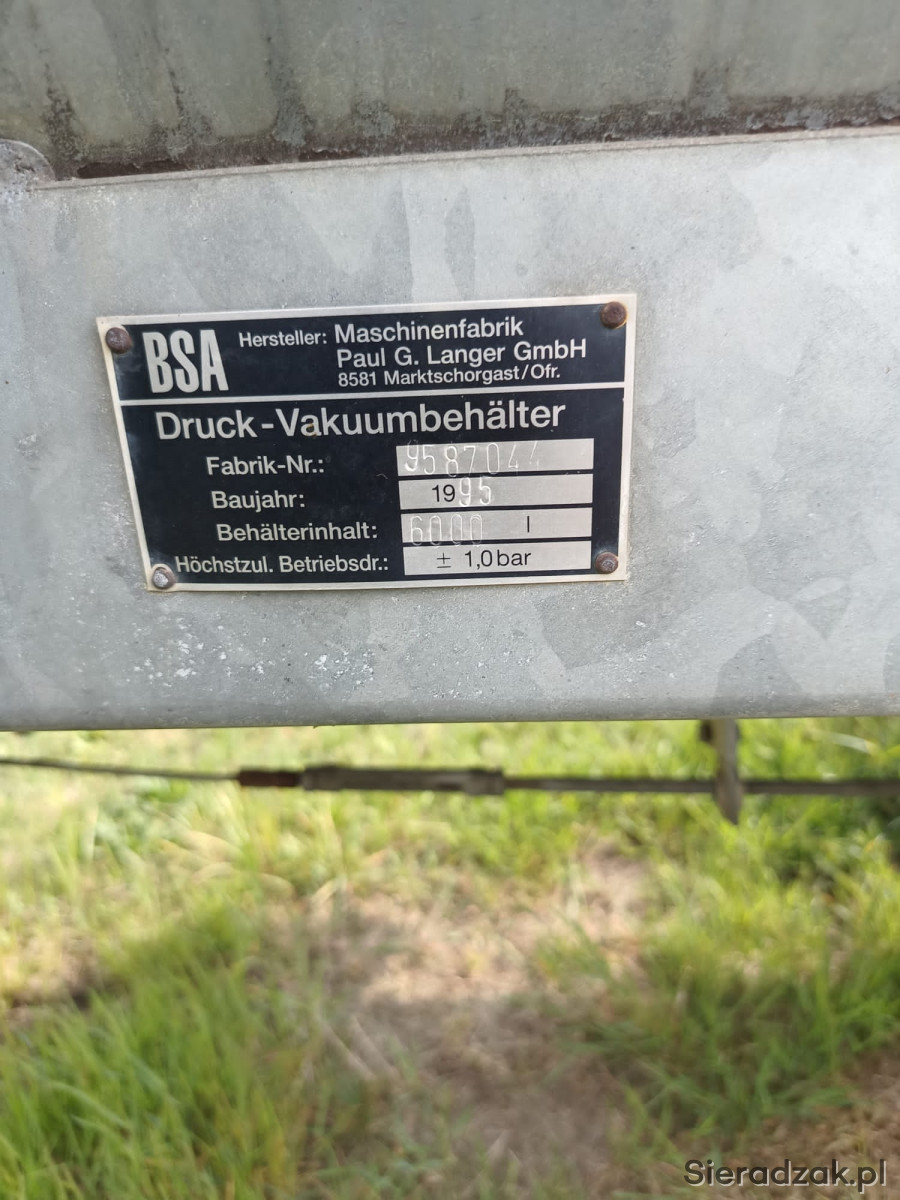 BSA Hersteller: Maschinenfabrik
Paul G. Langer GmbH
8581 Marktschorgast/Ofr.
Druck-Vakuumbehälter
Fabrik-Nr.: 9587044
Baujahr: 1995
Behälterinhalt: 6000 l
Höchstzul. Betriebsdr.: ± 1,0 bar
Sieradzak.pl